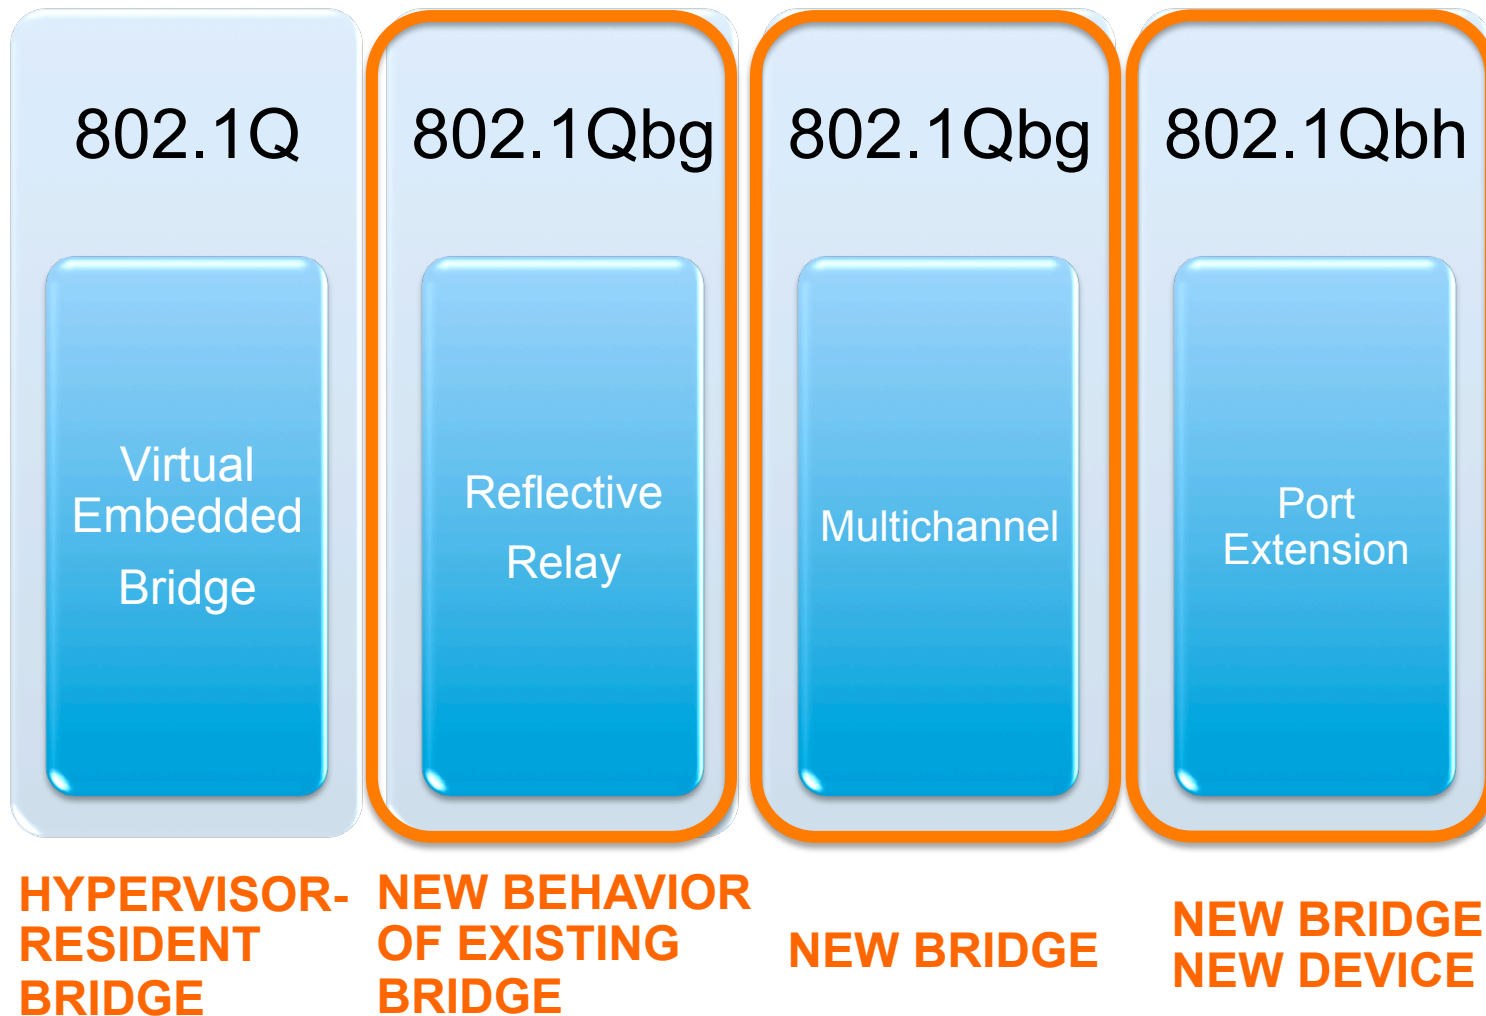 802.1Q
Virtual
Embedded
Bridge
HYPERVISOR-
RESIDENT
BRIDGE
802.1Qbg
Reflective
Relay
NEW BEHAVIOR
OF EXISTING
BRIDGE
802.1Qbg
Multichannel
NEW BRIDGE
802.1Qbh
Port
Extension
NEW BRIDGE
NEW DEVICE